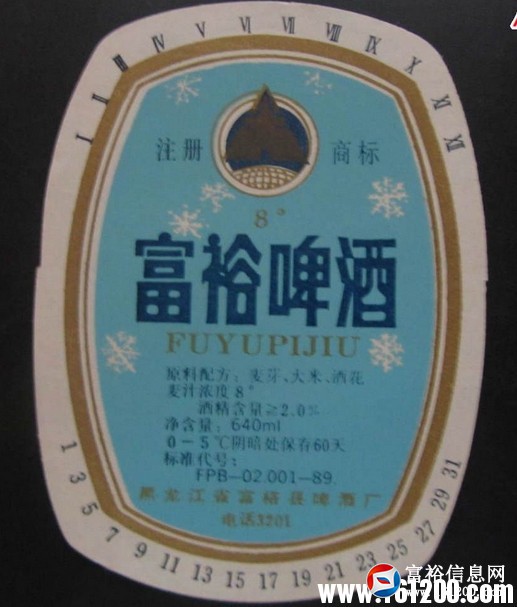 I II III IV V VI VII VIII IX X XI XII
注册 商标
8°
富裕啤酒
FUYUPIJIU
原料配方：麦芽、大米、酒花
麦汁浓度8°
酒精含量≥2.0%
净含量：640ml
0－5℃阴暗处保存60天
标准代号：
FPB-02.001-89.
黑龙江省富裕县啤酒厂
电话3201
1 3 5 7 9 11 13 15 17 19 21 23 25 27 29 31
富裕信息网
www.161200.com